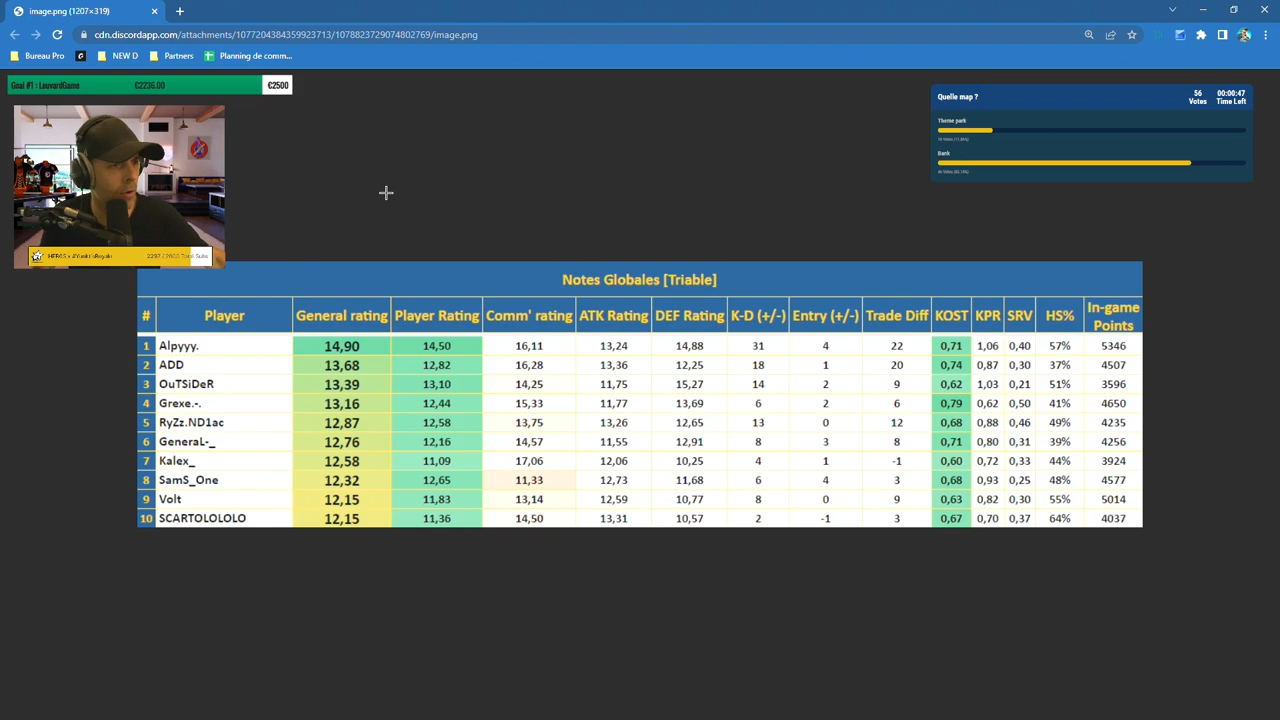 image.png (1207×319)
cdn.discordapp.com/attachments/1077204384359923713/1078823729074802769/image.png
Bureau Pro NEW D Partners Planning de comm...
Goal #1 : LouvardGame €2236.00 €2500
Quelle map ? 56 Votes 00:00:47 Time Left
Theme park
Bank
Notes Globales [Triable]
# Player General rating Player Rating Comm' rating ATK Rating DEF Rating K-D (+/-) Entry (+/-) Trade Diff KOST KPR SRV HS% In-game Points
1 Alpyyy. 14,90 14,50 16,11 13,24 14,88 31 4 22 0,71 1,06 0,40 57% 5346
2 ADD 13,68 12,82 16,28 13,36 12,25 18 1 20 0,74 0,87 0,30 37% 4507
3 OuTSiDeR 13,39 13,10 14,25 11,75 15,27 14 2 9 0,62 1,03 0,21 51% 3596
4 Grexe.-. 13,16 12,44 15,33 11,77 13,69 6 2 6 0,79 0,62 0,50 41% 4650
5 RyZz.ND1ac 12,87 12,58 13,75 13,26 12,65 13 0 12 0,68 0,88 0,46 49% 4235
6 GeneraL-_ 12,76 12,16 14,57 11,55 12,91 8 3 8 0,71 0,80 0,31 39% 4256
7 Kalex_ 12,58 11,09 17,06 12,06 10,25 4 1 -1 0,60 0,72 0,33 44% 3924
8 SamS_One 12,32 12,65 11,33 12,73 11,68 6 4 3 0,68 0,93 0,25 48% 4577
9 Volt 12,15 11,83 13,14 12,59 10,77 8 0 9 0,63 0,82 0,30 55% 5014
10 SCARTOLOLOLO 12,15 11,36 14,50 13,31 10,57 2 -1 3 0,67 0,70 0,37 64% 4037